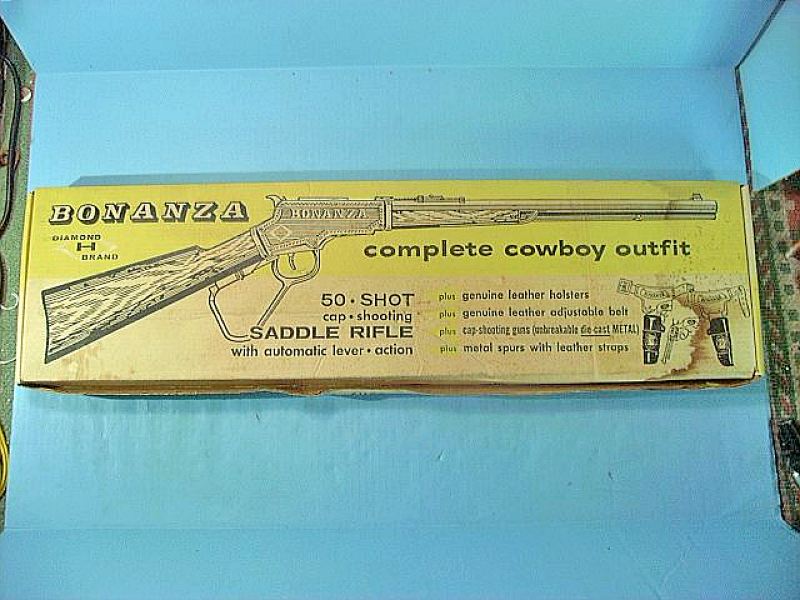 BONANZA
DIAMOND
H
BRAND
BONANZA
complete cowboy outfit
50 • SHOT
cap • shooting
SADDLE RIFLE
with automatic lever • action
plus genuine leather holsters
plus genuine leather adjustable belt
plus cap-shooting guns (unbreakable die-cast METAL)
plus metal spurs with leather straps